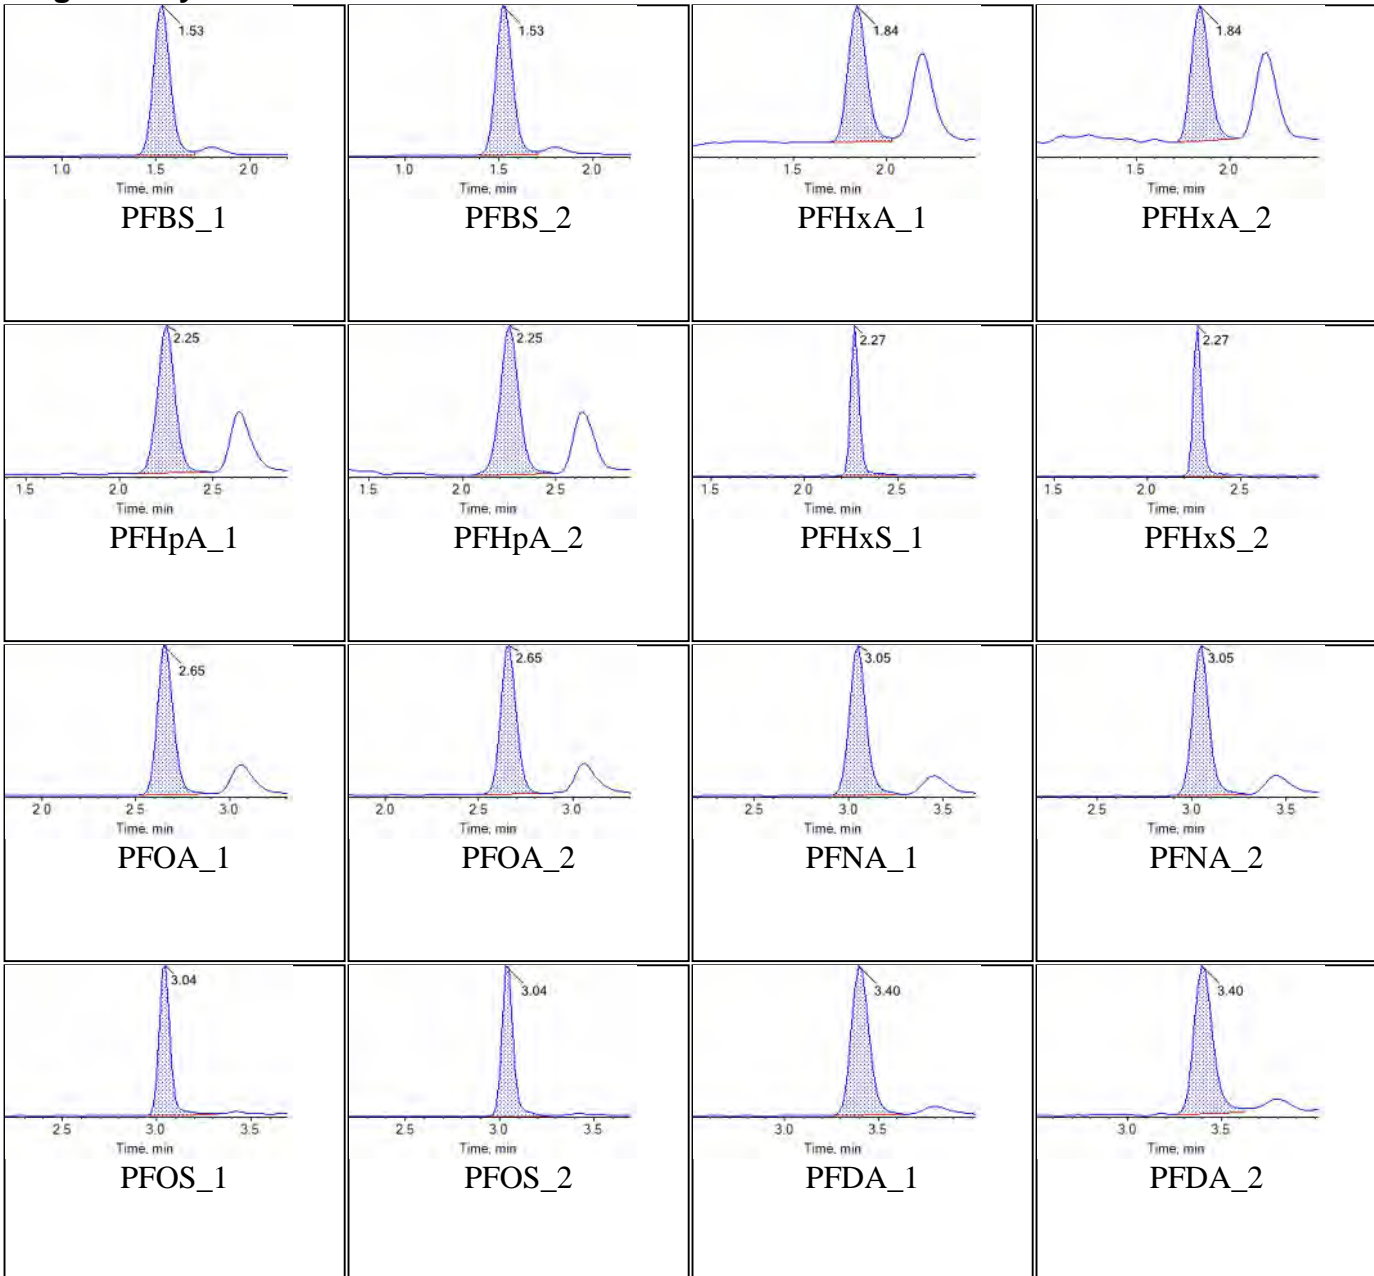 1.53 1.53 1.84 1.84
1.0 1.5 2.0 1.0 1.5 2.0 1.5 2.0 1.5 2.0
Time, min Time, min Time, min Time, min
PFBS_1 PFBS_2 PFHxA_1 PFHxA_2
2.25 2.25 2.27 2.27
1.5 2.0 2.5 1.5 2.0 2.5 1.5 2.0 2.5 1.5 2.0 2.5
Time, min Time, min Time, min Time, min
PFHpA_1 PFHpA_2 PFHxS_1 PFHxS_2
2.65 2.65 3.05 3.05
2.0 2.5 3.0 2.0 2.5 3.0 2.5 3.0 3.5 2.5 3.0 3.5
Time, min Time, min Time, min Time, min
PFOA_1 PFOA_2 PFNA_1 PFNA_2
3.04 3.04 3.40 3.40
2.5 3.0 3.5 2.5 3.0 3.5 3.0 3.5 3.0 3.5
Time, min Time, min Time, min Time, min
PFOS_1 PFOS_2 PFDA_1 PFDA_2